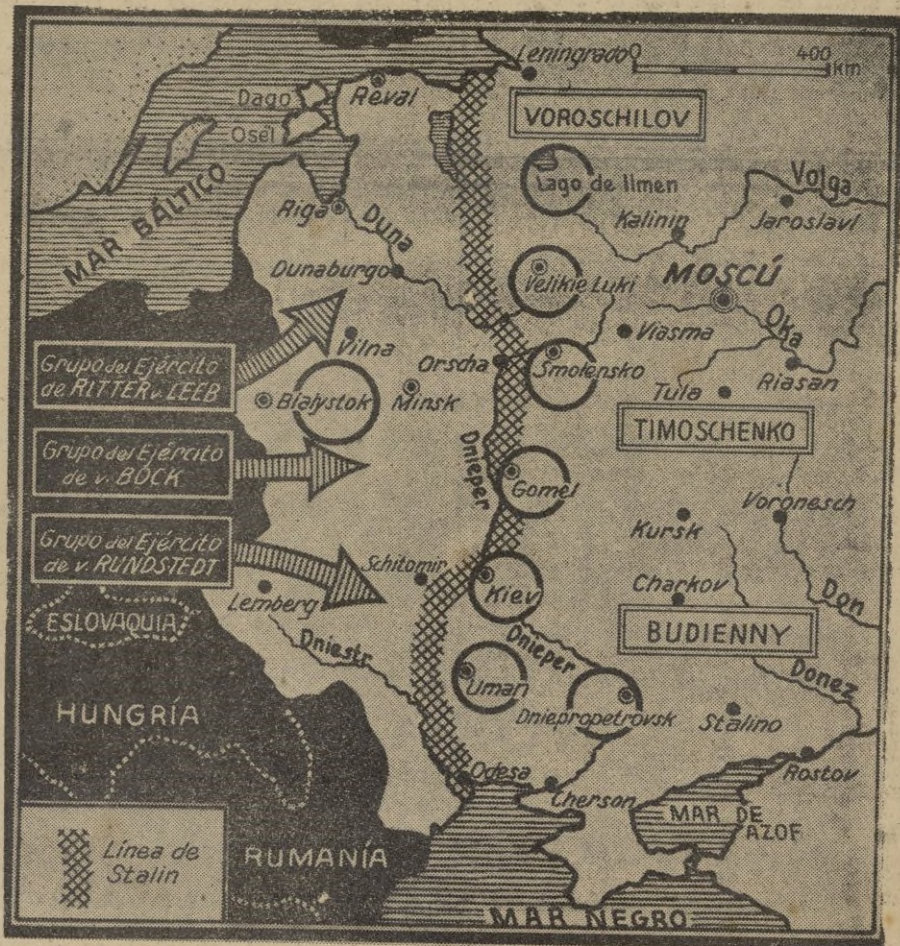 Leningrado
0 400
Km
Dago
Reval
Osel
VOROSCHILOV
Lago de Ilmen
Volga
MAR BÁLTICO
Riga
Duna
Kalinin
Jaroslavl
Dunaburgo
Velikie Luki
MOSCÚ
Oka
Viasma
Vilna
Orscha
Smolensko
Riasan
Grupo del Ejército
de RITTER v. LEEB
Tula
Bialystok
Minsk
TIMOSCHENKO
Grupo del Ejército
de v. BOCK
Dnieper
Gomel
Voronesch
Kursk
Grupo del Ejército
de v. RUNDSTEDT
Schitomir
Kiev
Charkov
Don
Lemberg
ESLOVAQUIA
BUDIENNY
Dniestr
Dnieper
Donez
Uman
HUNGRÍA
Dniepropetrovsk
Stalino
Odesa
Rostov
Cherson
MAR DE
AZOF
Línea de
Stalin
RUMANÍA
MAR NEGRO